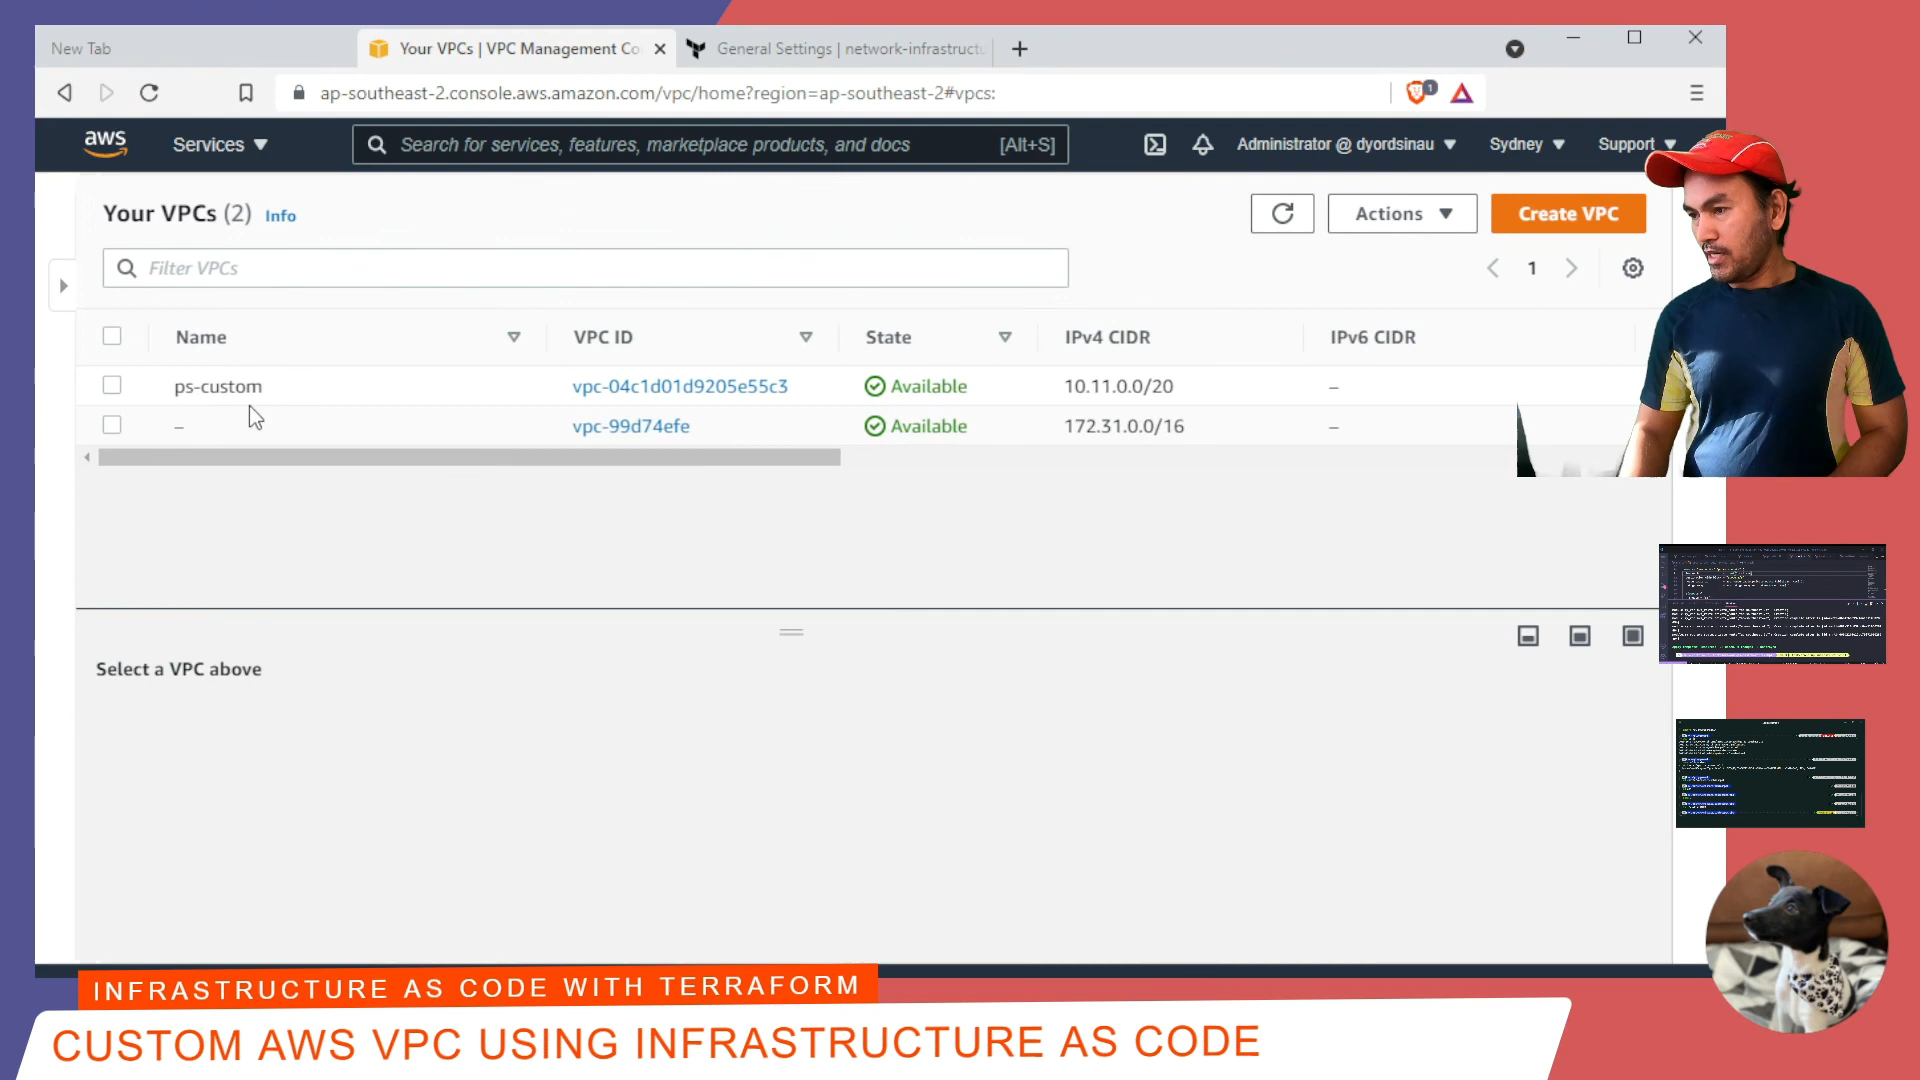 New Tab
Your VPCs | VPC Management Co
General Settings | network-infrastructu
ap-southeast-2.console.aws.amazon.com/vpc/home?region=ap-southeast-2#vpcs:
1
aws
Services
Search for services, features, marketplace products, and docs
[Alt+S]
Administrator @ dyordsinau
Sydney
Support
Your VPCs (2)
Info
Actions
Create VPC
Filter VPCs
1
Name
VPC ID
State
IPv4 CIDR
IPv6 CIDR
ps-custom
vpc-04c1d01d9205e55c3
Available
10.11.0.0/20
–
–
vpc-99d74efe
Available
172.31.0.0/16
–
Select a VPC above
INFRASTRUCTURE AS CODE WITH TERRAFORM
CUSTOM AWS VPC USING INFRASTRUCTURE AS CODE